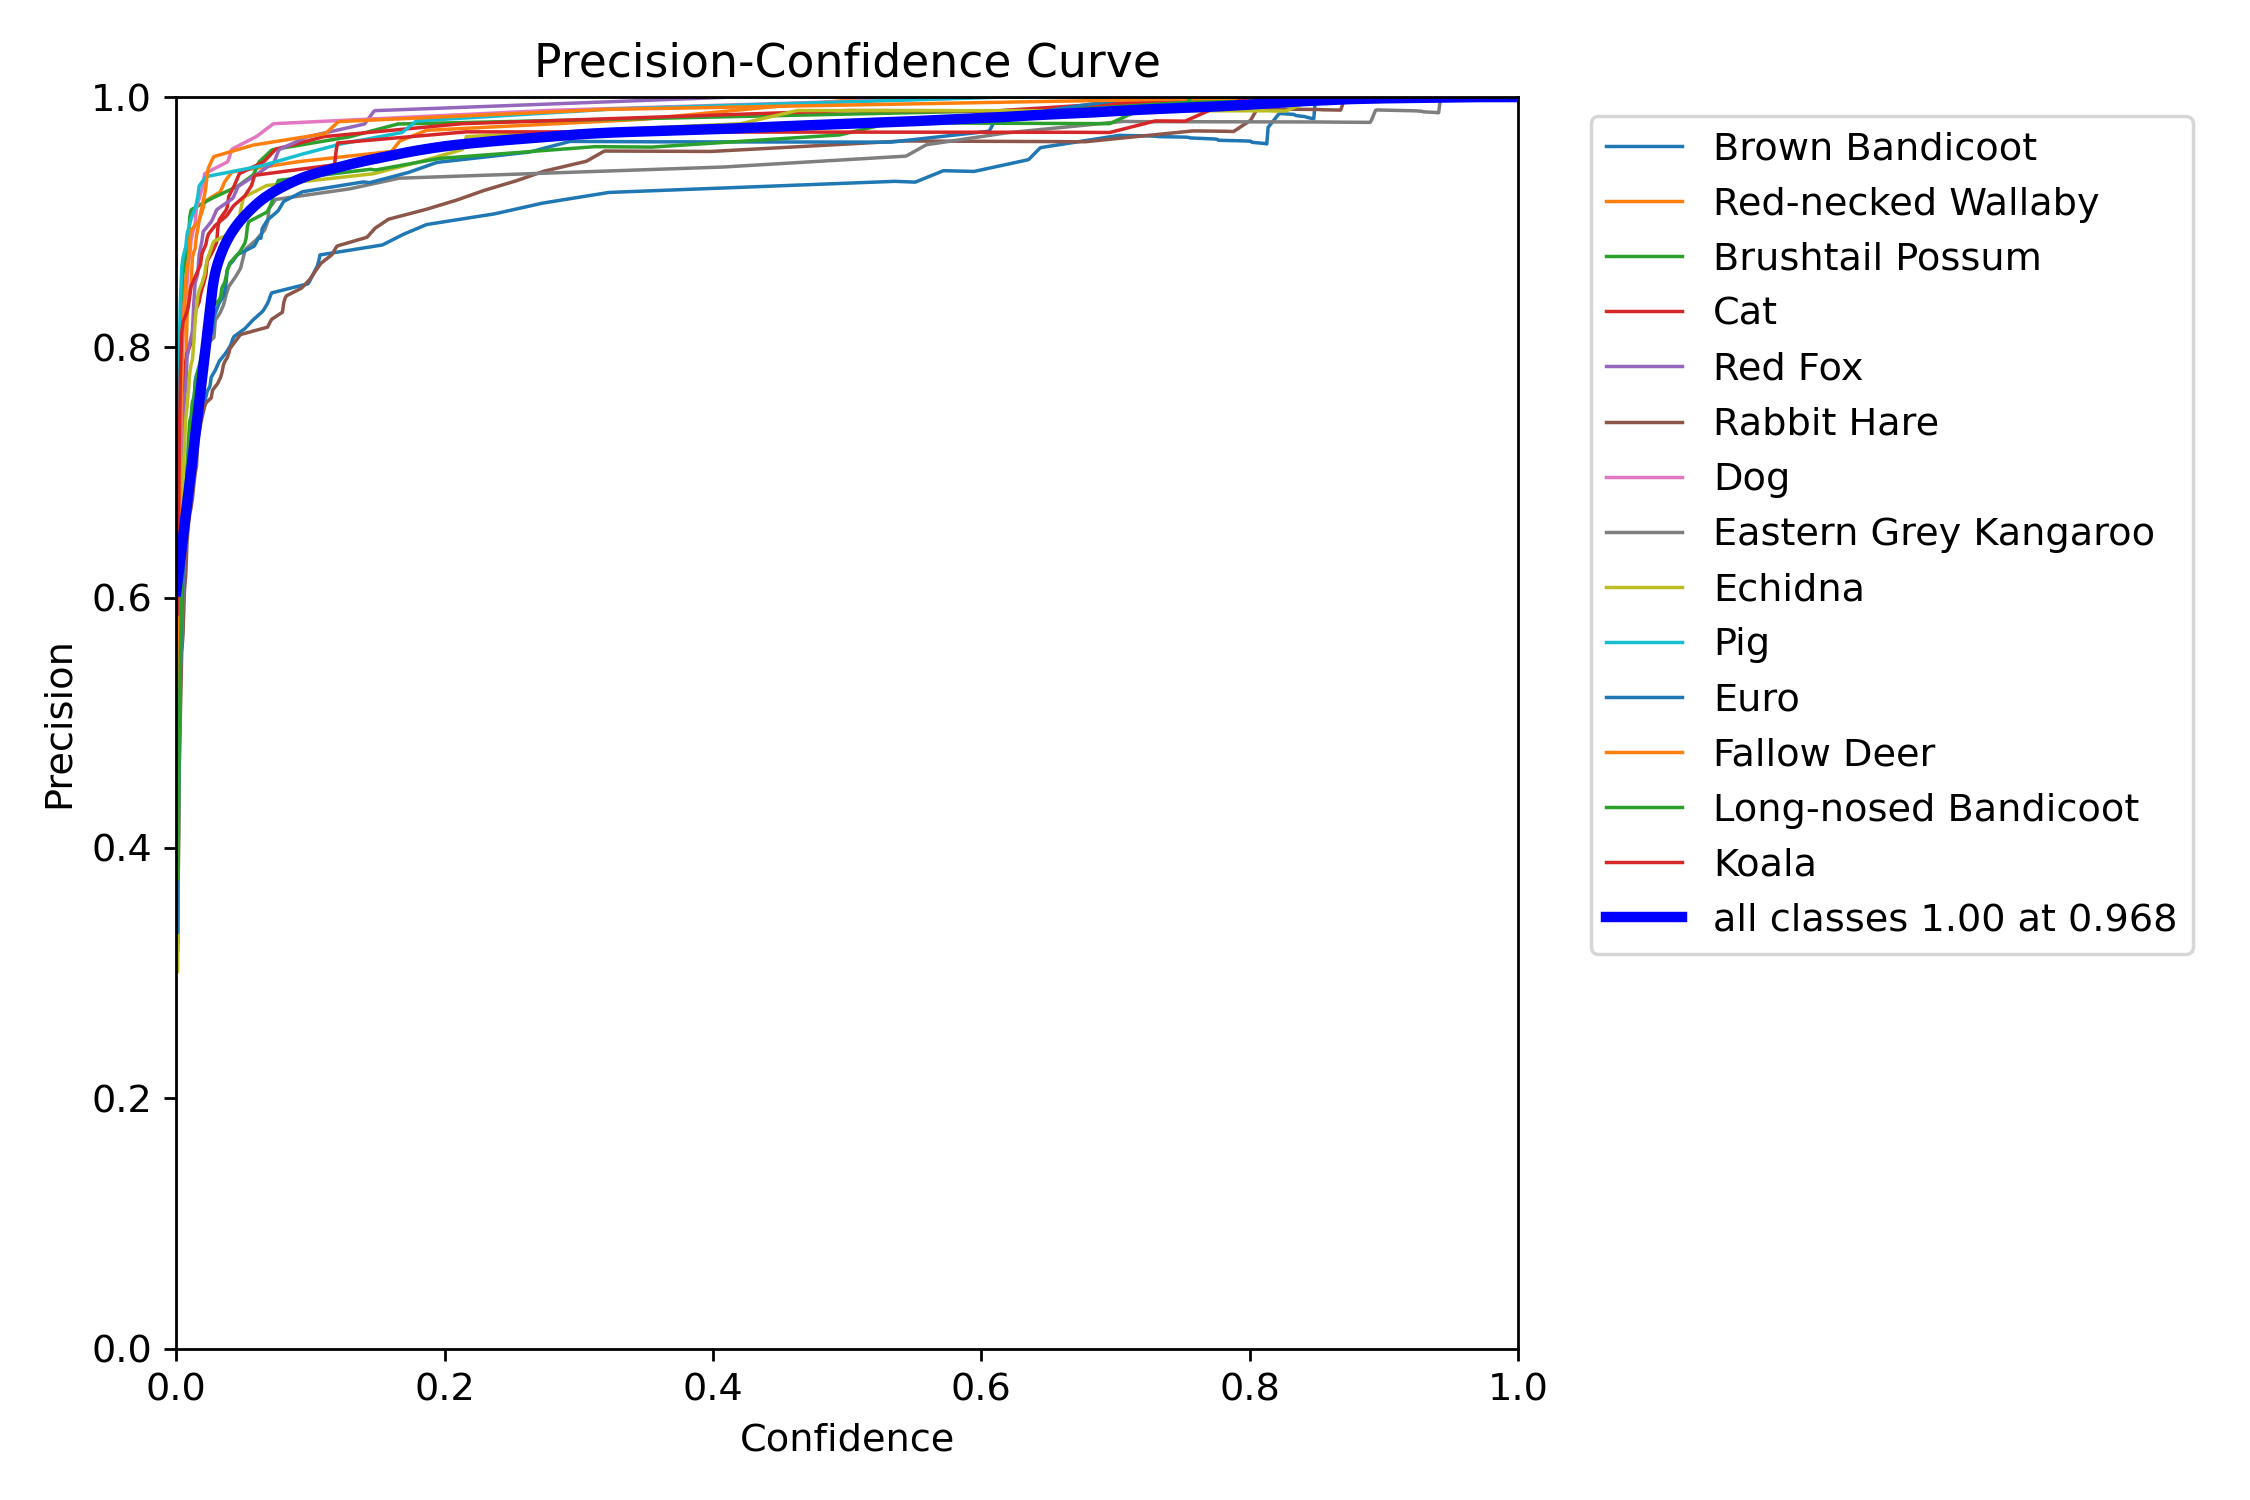 Precision-Confidence Curve
1.0
0.8
0.6
0.4
0.2
0.0
Precision
0.0 0.2 0.4 0.6 0.8 1.0
Confidence
Brown Bandicoot
Red-necked Wallaby
Brushtail Possum
Cat
Red Fox
Rabbit Hare
Dog
Eastern Grey Kangaroo
Echidna
Pig
Euro
Fallow Deer
Long-nosed Bandicoot
Koala
all classes 1.00 at 0.968